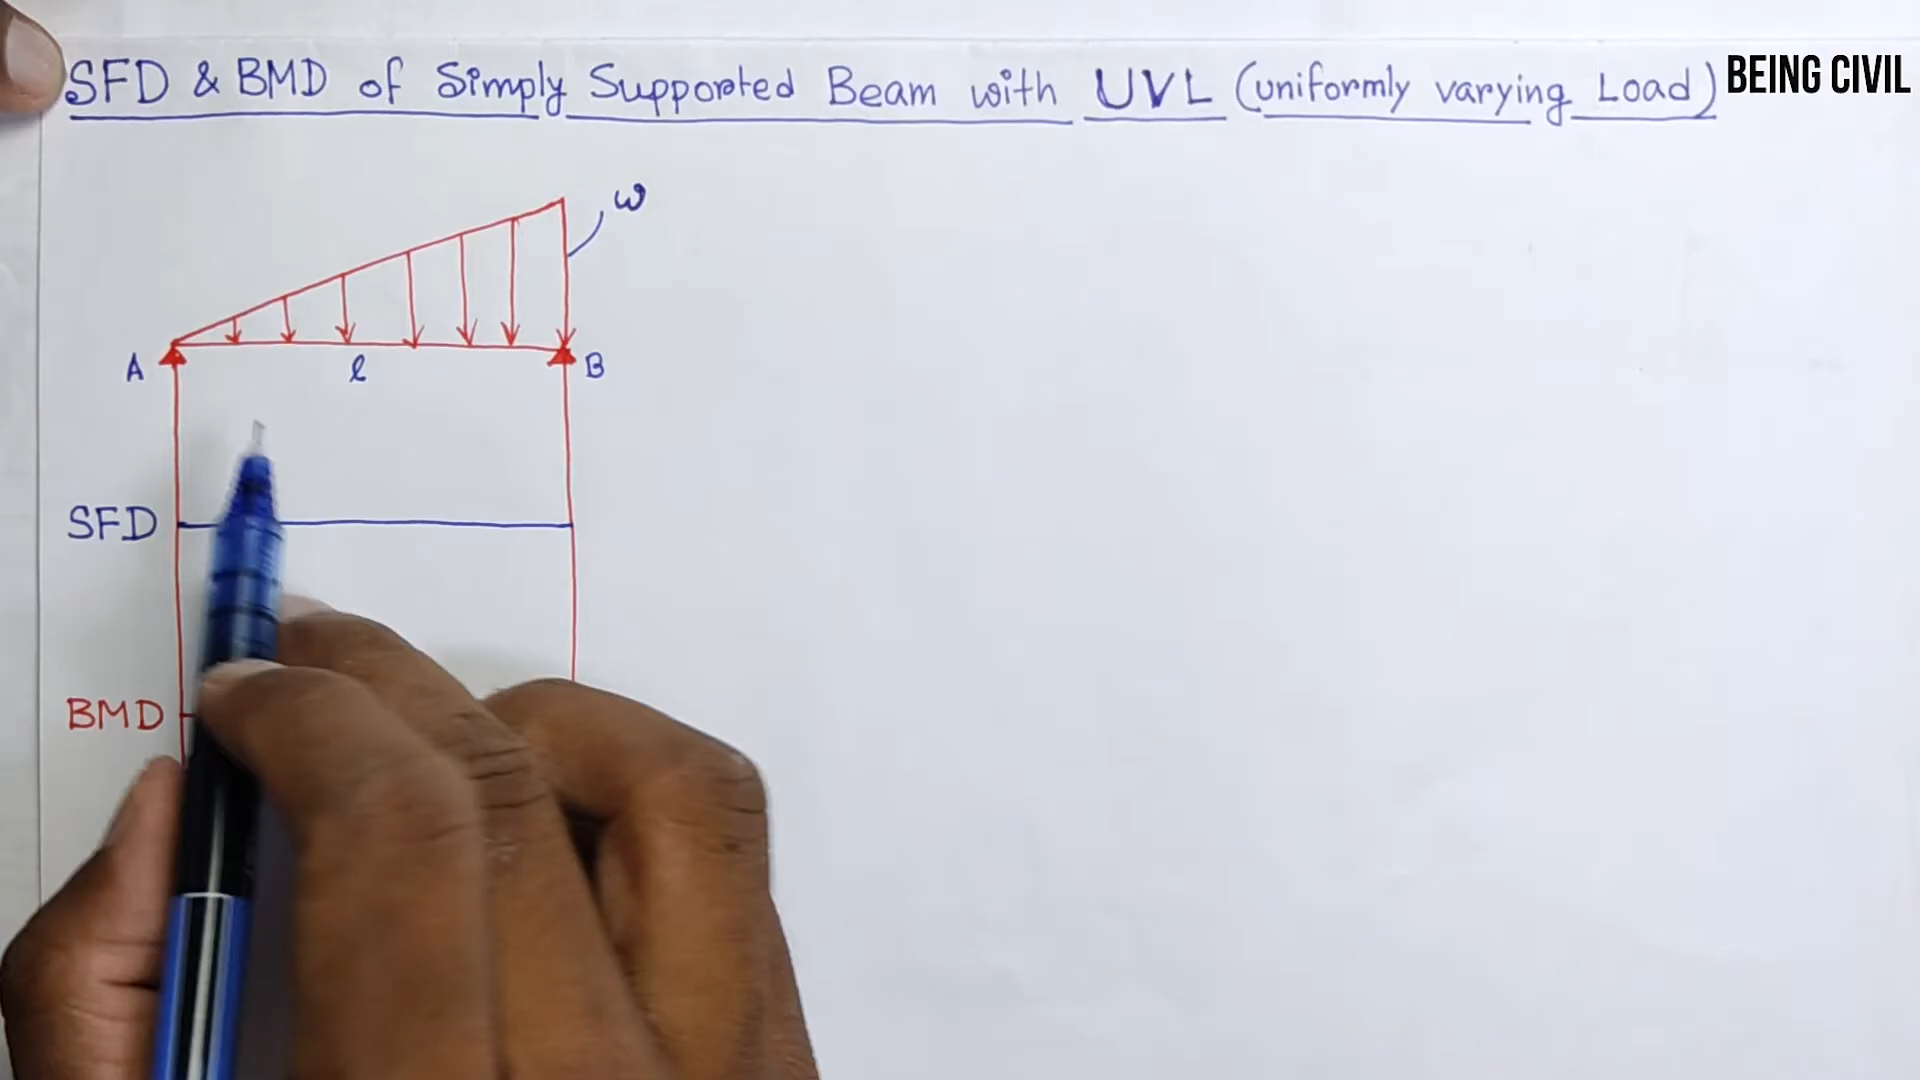 SFD & BMD of Simply Supported Beam with UVL (uniformly varying Load)
BEING CIVIL
ω
A
l
B
SFD
BMD